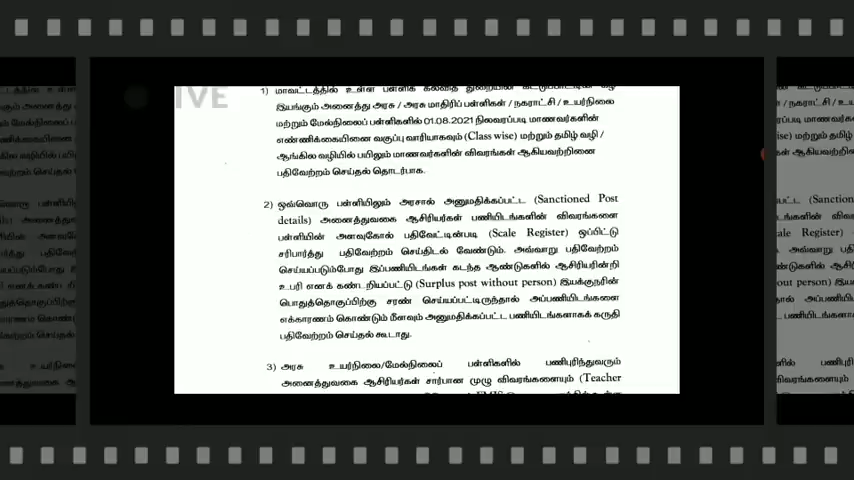 IVE
1) மாவட்டத்தில் உள்ள பள்ளிக் கல்வித் துறையின் கட்டுப்பாட்டின் கீழ்
இயங்கும் அனைத்து அரசு / அரசு மாதிரிப் பள்ளிகள் / நகராட்சி / உயர்நிலை
மற்றும் மேல்நிலைப் பள்ளிகளில் 01.08.2021 நிலவரப்படி மாணவர்களின்
எண்ணிக்கையினை வகுப்பு வாரியாகவும் (Class wise) மற்றும் தமிழ் வழி /
ஆங்கில வழியில் பயிலும் மாணவர்களின் விவரங்கள் ஆகியவற்றினை
பதிவேற்றம் செய்தல் தொடர்பாக.
2) ஒவ்வொரு பள்ளியிலும் அரசால் அனுமதிக்கப்பட்ட (Sanctioned Post
details) அனைத்துவகை ஆசிரியர்கள் பணியிடங்களின் விவரங்களை
பள்ளியின் அளவுகோல் பதிவேட்டின்படி (Scale Register) ஒப்பிட்டு
சரிபார்த்து பதிவேற்றம் செய்திடல் வேண்டும். அவ்வாறு பதிவேற்றம்
செய்யப்படும்போது இப்பணியிடங்கள் கடந்த ஆண்டுகளில் ஆசிரியரின்றி
உபரி எனக் கண்டறியப்பட்டு (Surplus post without person) இயக்குநரின்
பொதுத்தொகுப்பிற்கு சரண் செய்யப்பட்டிருந்தால் அப்பணியிடங்களை
எக்காரணம் கொண்டும் மீளவும் அனுமதிக்கப்பட்ட பணியிடங்களாகக் கருதி
பதிவேற்றம் செய்தல் கூடாது.
3) அரசு உயர்நிலை/மேல்நிலைப் பள்ளிகளில் பணிபுரிந்துவரும்
அனைத்துவகை ஆசிரியர்கள் சார்பான முழு விவரங்களையும் (Teacher